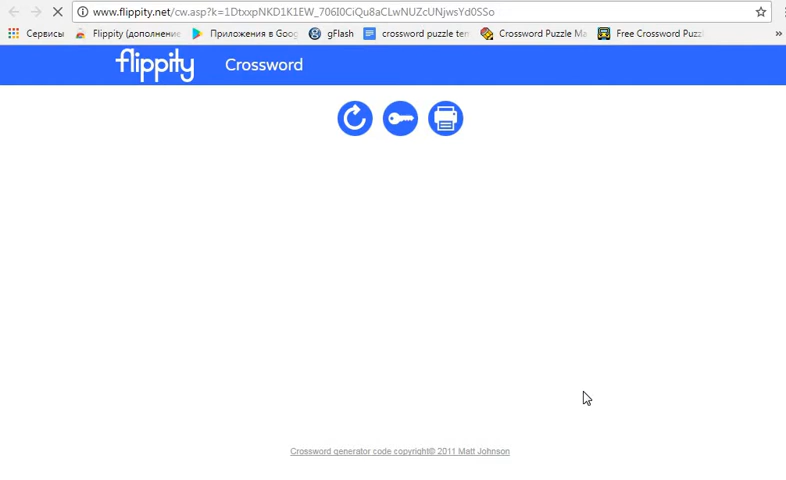 www.flippity.net/cw.asp?k=1DtxxpNKD1K1EW_706I0CiQu8aCLwNUZcUNjwsYd0SSo
Сервисы Flippity (дополнение Приложения в Goog gFlash crossword puzzle tem Crossword Puzzle Ma Free Crossword Puzz »
flippity Crossword
Crossword generator code copyright© 2011 Matt Johnson